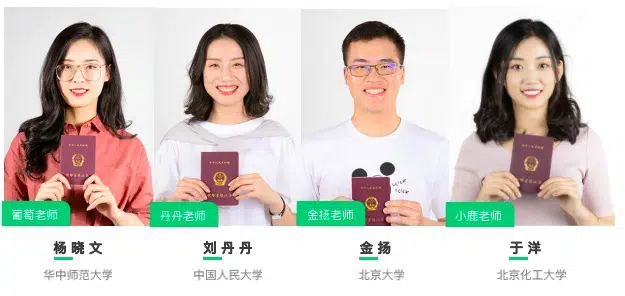 葡萄老师
丹丹老师
金扬老师
小鹿老师
杨晓文
刘丹丹
金扬
于洋
华中师范大学
中国人民大学
北京大学
北京化工大学